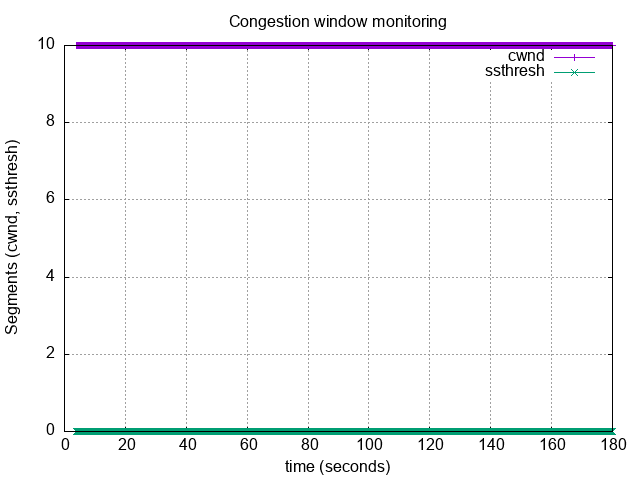 Congestion window monitoring
10
8
6
4
2
0
Segments (cwnd, ssthresh)
cwnd
ssthresh
0 20 40 60 80 100 120 140 160 180
time (seconds)